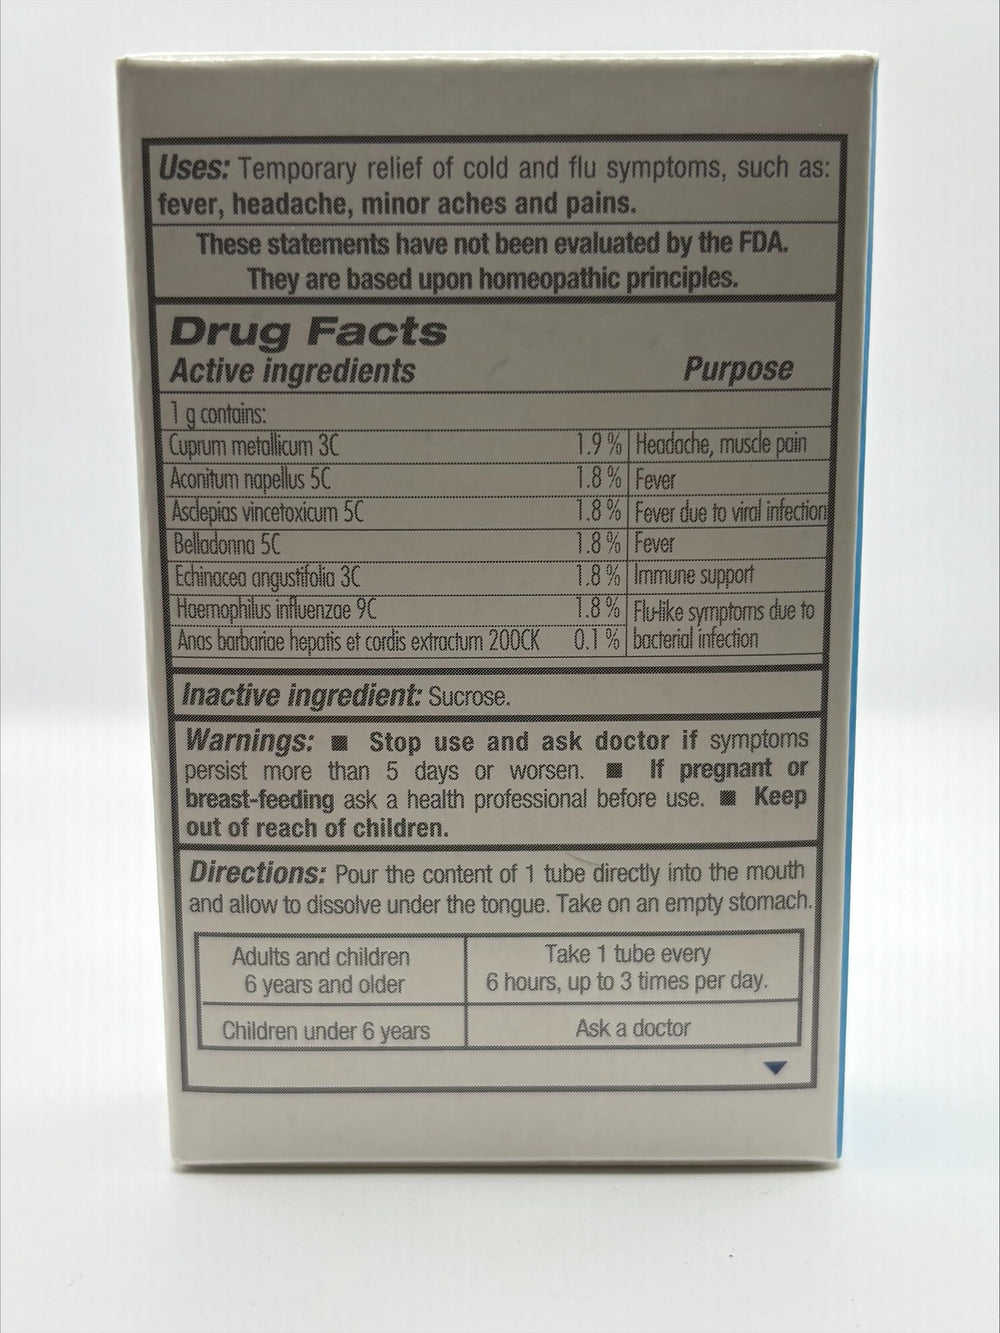 Uses: Temporary relief of cold and flu symptoms, such as:
fever, headache, minor aches and pains.
These statements have not been evaluated by the FDA.
They are based upon homeopathic principles.
Drug Facts
Active ingredients Purpose
1 g contains:
Cuprum metallicum 3C 1.9 % Headache, muscle pain
Aconitum napellus 5C 1.8 % Fever
Asclepias vincetoxicum 5C 1.8 % Fever due to viral infection
Belladonna 5C 1.8 % Fever
Echinacea angustifolia 3C 1.8 % Immune support
Haemophilus influenzae 9C 1.8 % Flu-like symptoms due to
Anas barbariae hepatis et cordis extractum 200CK 0.1 % bacterial infection
Inactive ingredient: Sucrose.
Warnings: ■ Stop use and ask doctor if symptoms
persist more than 5 days or worsen. ■ If pregnant or
breast-feeding ask a health professional before use. ■ Keep
out of reach of children.
Directions: Pour the content of 1 tube directly into the mouth
and allow to dissolve under the tongue. Take on an empty stomach.
Adults and children Take 1 tube every
6 years and older 6 hours, up to 3 times per day.
Children under 6 years Ask a doctor